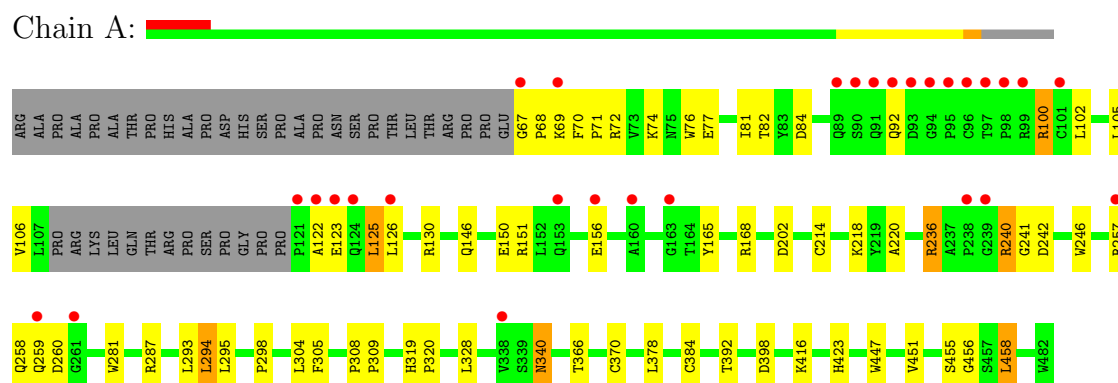 Chain A:
ARG ALA PRO ALA PRO ALA THR PRO HIS ALA PRO ASP HIS SER PRO ALA PRO ASN SER PRO THR LEU THR ARG PRO PRO GLU G67 P68 K69 F70 P71 R72 V73 K74 N75 W76 E77 I81 T82 Y83 D84 Q89 S90 Q91 Q92 D93 G94 P95 C96 T97 P98 R99 R100 C101 L102
V106 L107 PRO ARG LYS LEU GLN THR ARG PRO SER PRO GLY PRO PRO P121 A122 E123 Q124 L125 L126 R130 Q146 E150 R151 L152 Q153 E156 A160 G163 T164 Y165 R168 D202 C214 K218 Y219 A220 R236 A237 P238 G239 R240 G241 D242 W246
Q258 Q259 D260 G261 W281 R287 L293 L294 L295 P298 L304 F305 P308 P309 H319 P320 L328 V338 S339 N340 T366 C370 L378 C384 T392 D398 K416 H423 W447 V451 S455 G456 S457 L458 W482